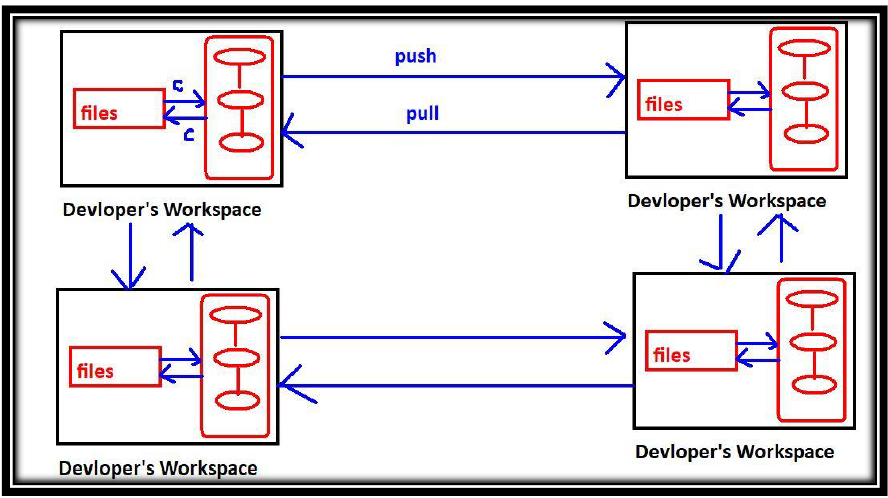 push
c
files
files
pull
c
Devloper's Workspace
Devloper's Workspace
files
files
Devloper's Workspace
Devloper's Workspace